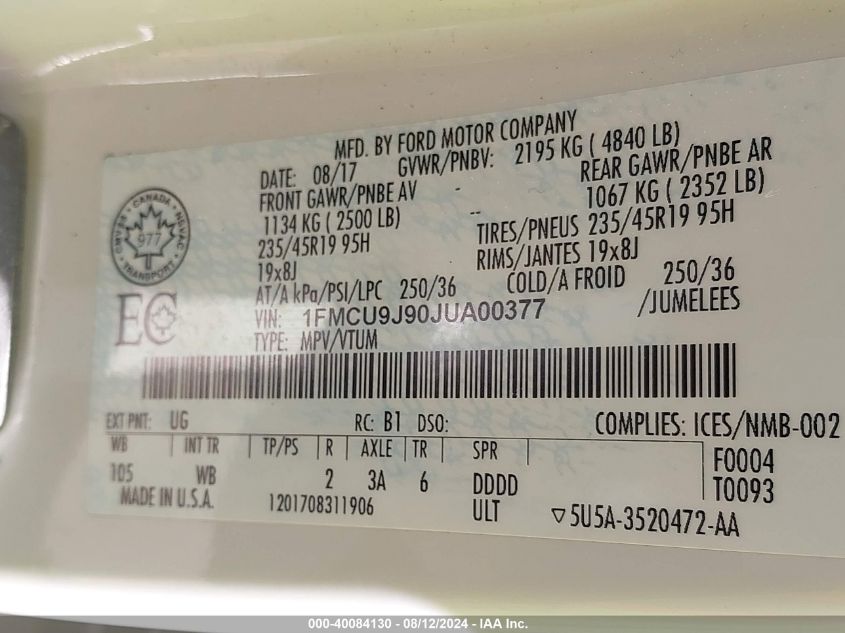 MFD. BY FORD MOTOR COMPANY
DATE: 08/17 GVWR/PNBV: 2195 KG ( 4840 LB)
FRONT GAWR/PNBE AV - REAR GAWR/PNBE AR
1134 KG ( 2500 LB) -- 1067 KG ( 2352 LB)
235/45R19 95H TIRES/PNEUS 235/45R19 95H
19x8J RIMS/JANTES 19x8J
AT/A kPa/PSI/LPC 250/36 COLD/A FROID 250/36
VIN: 1FMCU9J90JUA00377 /JUMELEES
TYPE: MPV/VTUM
CANADA
977
TRANSPORT
EC
EXT PNT: UG RC: B1 DSO: COMPLIES: ICES/NMB-002
WB INT TR TP/PS R AXLE TR SPR F0004
105 WB 2 3A 6 DDDD T0093
MADE IN U.S.A. 1201708311906 ULT ▽5U5A-3520472-AA
000-40084130 - 08/12/2024 - IAA Inc.